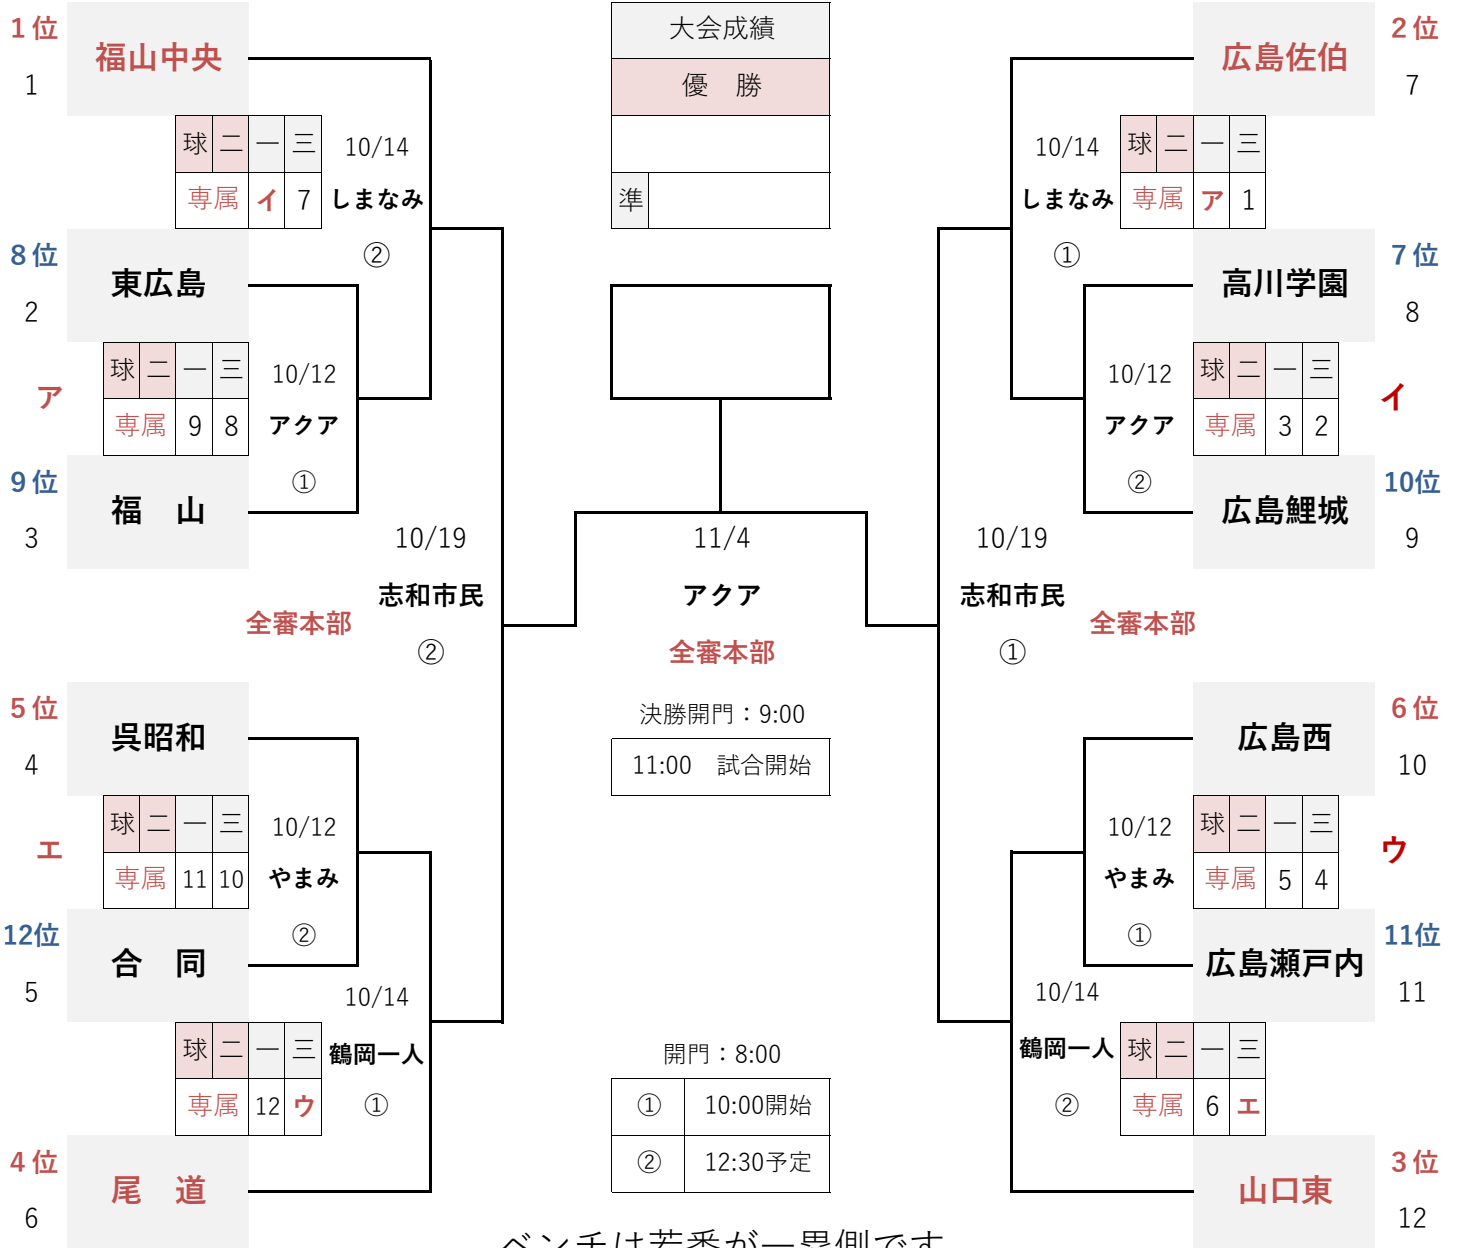 1位
福山中央
1
球 二 一 三
専属 イ 7
10/14
しまなみ
②
8位
東広島
2
ア
球 二 一 三
専属 9 8
10/12
アクア
①
9位
福　山
3
10/19
志和市民
②
全審本部
5位
呉昭和
4
エ
球 二 一 三
専属 11 10
10/12
やまみ
②
12位
合　同
5
球 二 一 三
専属 12 ウ
10/14
鶴岡一人
①
4位
尾　道
6
大会成績
優　勝
準
11/4
アクア
全審本部
決勝開門：9:00
11:00　試合開始
開門：8:00
① 10:00開始
② 12:30予定
2位
広島佐伯
7
10/14
しまなみ
①
球 二 一 三
専属 ア 1
7位
高川学園
8
10/12
アクア
②
球 二 一 三
専属 3 2
イ
10位
広島鯉城
9
10/19
志和市民
①
全審本部
6位
広島西
10
10/12
やまみ
①
球 二 一 三
専属 5 4
ウ
11位
広島瀬戸内
11
10/14
鶴岡一人
②
球 二 一 三
専属 6 エ
3位
山口東
12
ベンチは若番が一塁側です